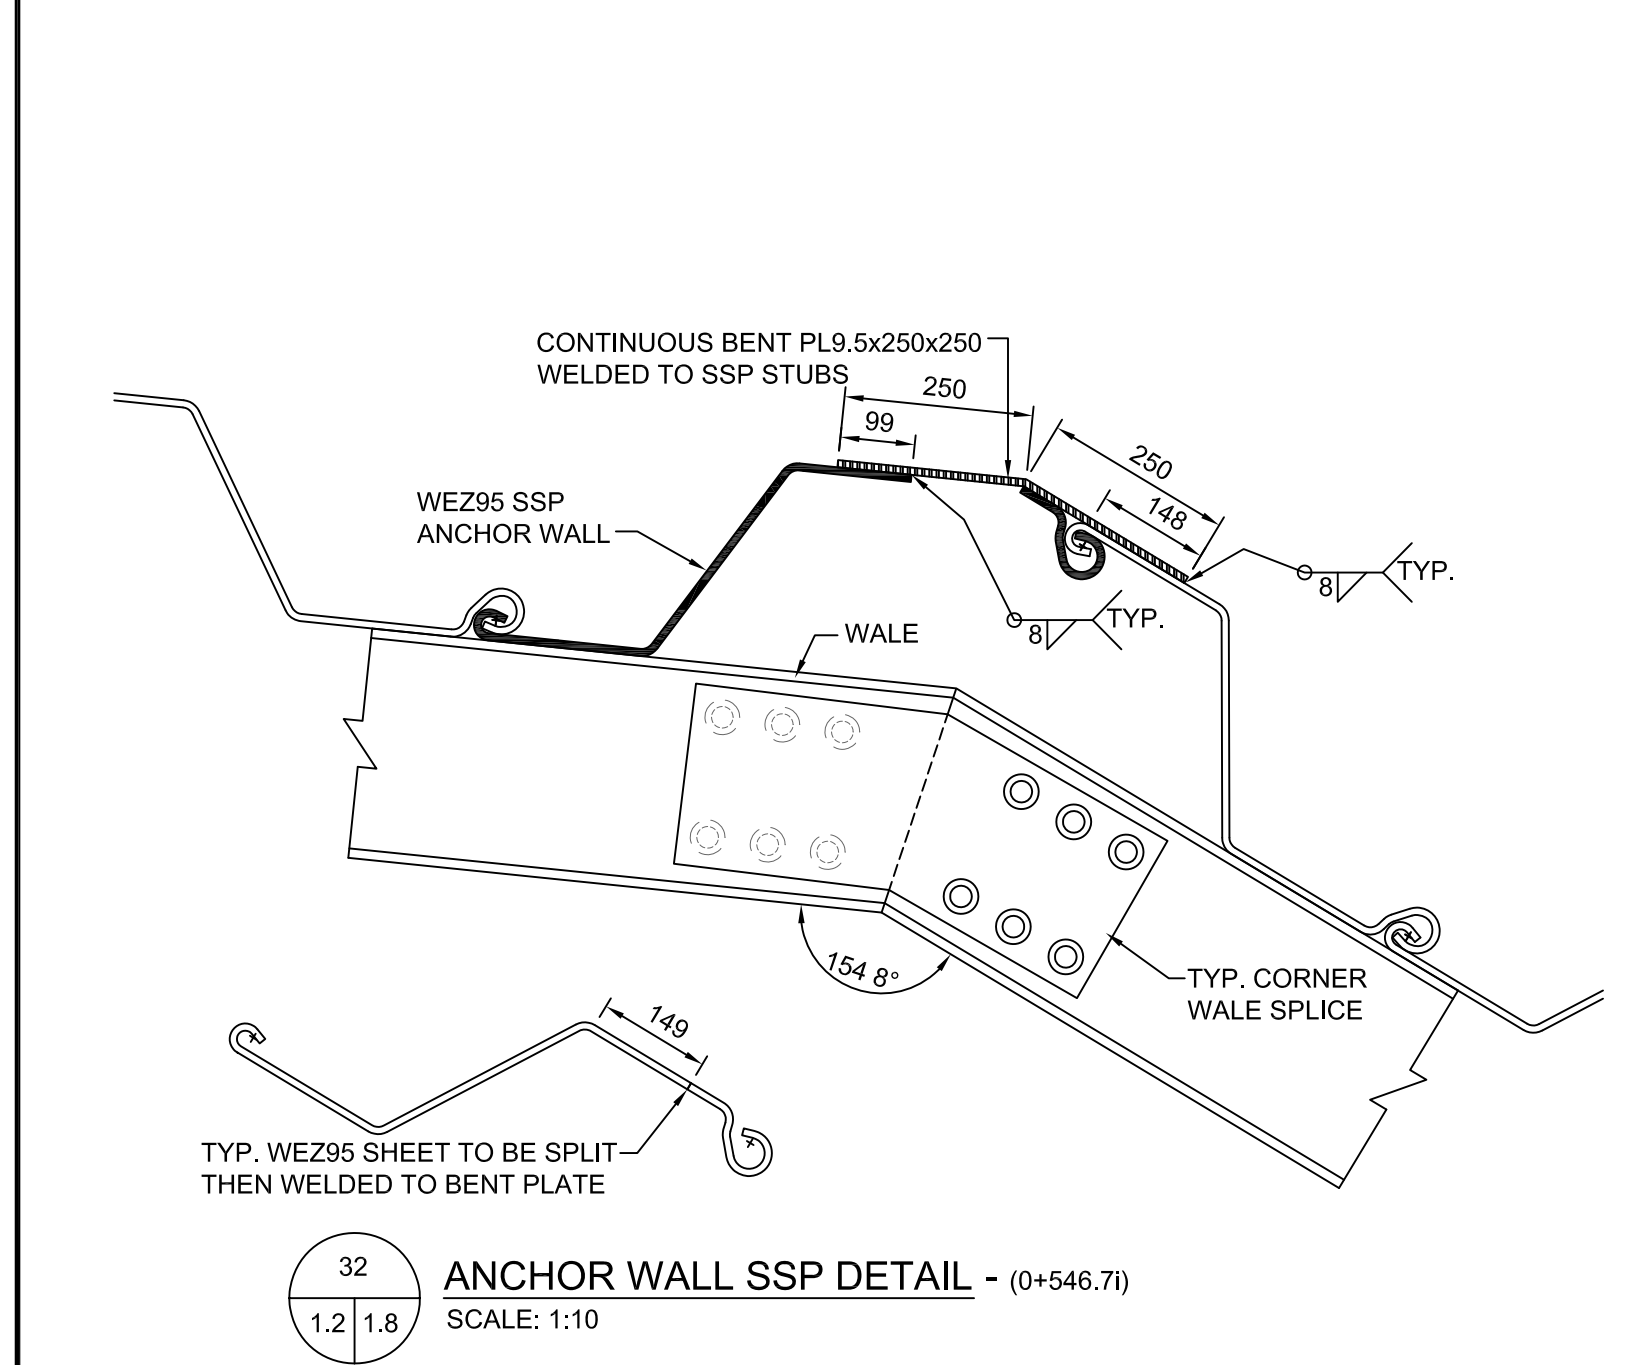 CONTINUOUS BENT PL9.5x250x250
WELDED TO SSP STUBS
250
99
250
148
WEZ95 SSP
ANCHOR WALL
8
TYP.
8
TYP.
WALE
154.8°
TYP. CORNER
WALE SPLICE
149
TYP. WEZ95 SHEET TO BE SPLIT
THEN WELDED TO BENT PLATE
32
1.2 1.8
ANCHOR WALL SSP DETAIL - (0+546.7i)
SCALE: 1:10